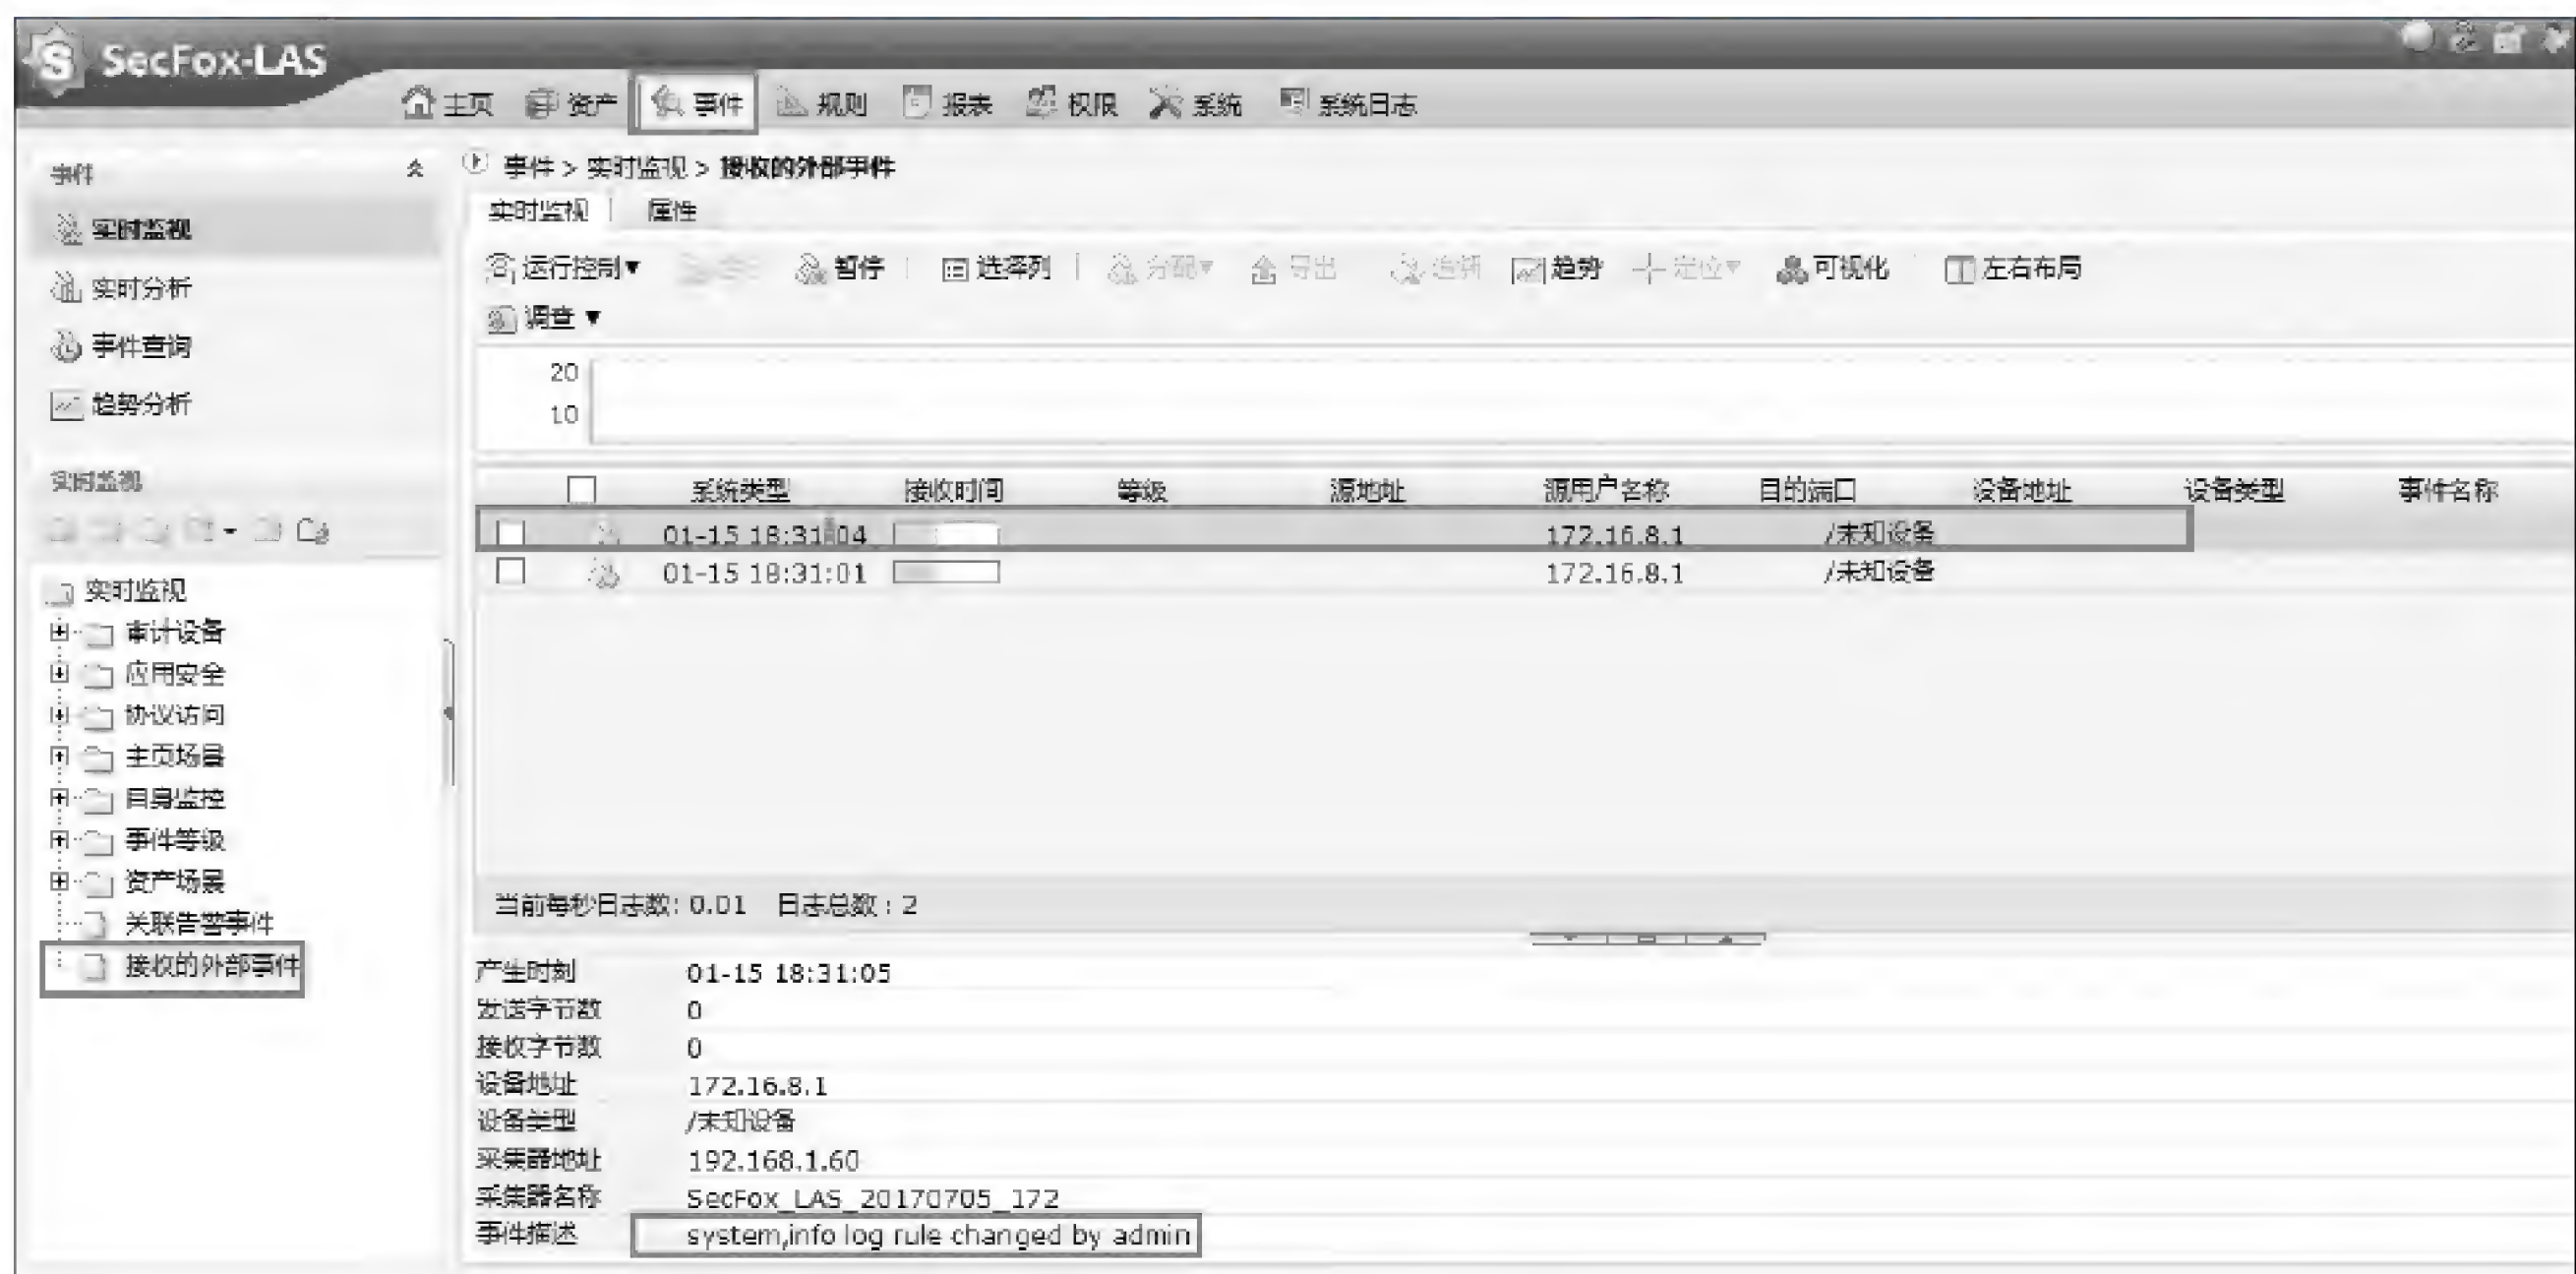 SecFox-LAS
主页 资产 事件 规则 报表 权限 系统 系统日志
事件
实时监视
实时分析
事件查询
趋势分析
实时监视
实时监视
审计设备
应用安全
协议访问
主页场景
自身监控
事件等级
资产场景
关联告警事件
接收的外部事件
事件 > 实时监视 > 接收的外部事件
实时监视 属性
运行控制▼ 暂停 选择列 分配▼ 导出 注销 趋势 定位▼ 可视化 左右布局
调查 ▼
20
10
系统类型 接收时间 等级 源地址 源用户名称 目的端口 设备地址 设备类型 事件名称
01-15 18:31:04 172.16.8.1 /未知设备
01-15 18:31:01 172.16.8.1 /未知设备
当前每秒日志数: 0.01 日志总数 : 2
产生时刻 01-15 18:31:05
发送字节数 0
接收字节数 0
设备地址 172.16.8.1
设备类型 /未知设备
采集器地址 192.168.1.60
采集器名称 SecFox_LAS_20170705_172
事件描述 system,info log rule changed by admin